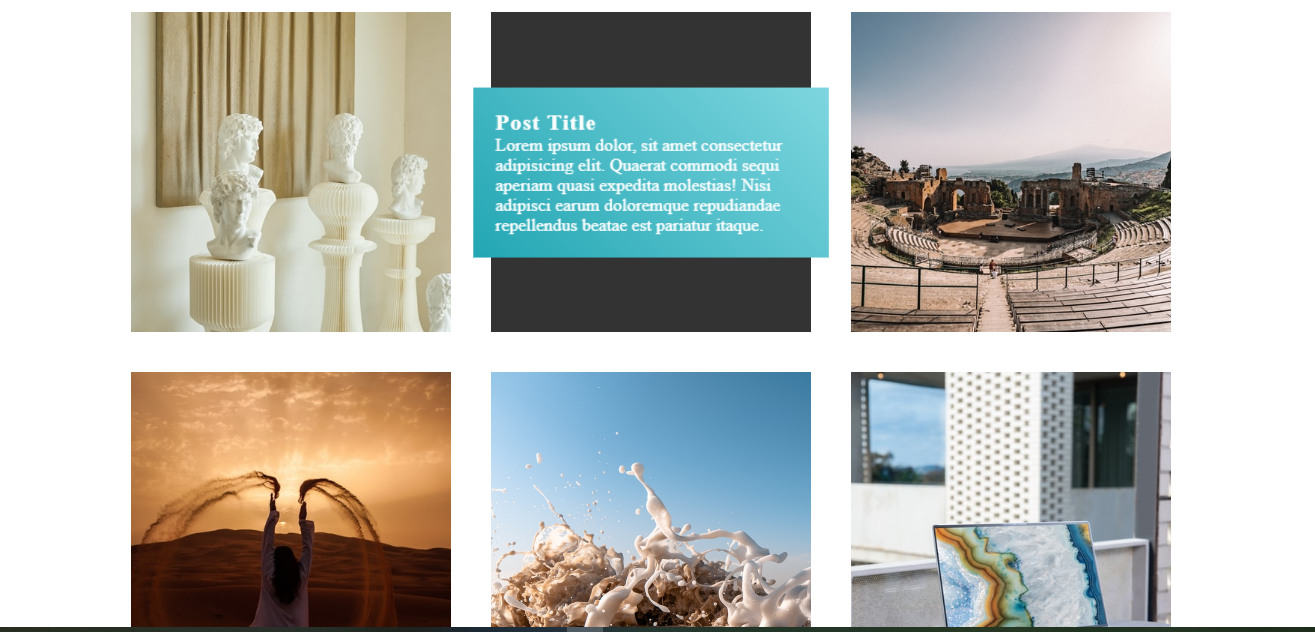 Post Title
Lorem ipsum dolor, sit amet consectetur
adipisicing elit. Quaerat commodi sequi
aperiam quasi expedita molestias! Nisi
adipisci earum doloremque repudiandae
repellendus beatae est pariatur itaque.